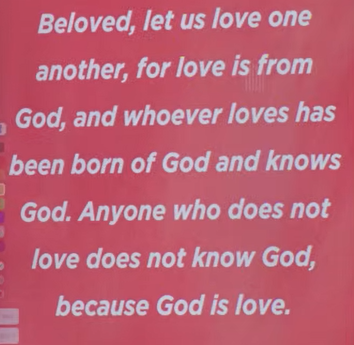 Beloved, let us love one
another, for love is from
God, and whoever loves has
been born of God and knows
God. Anyone who does not
love does not know God,
because God is love.